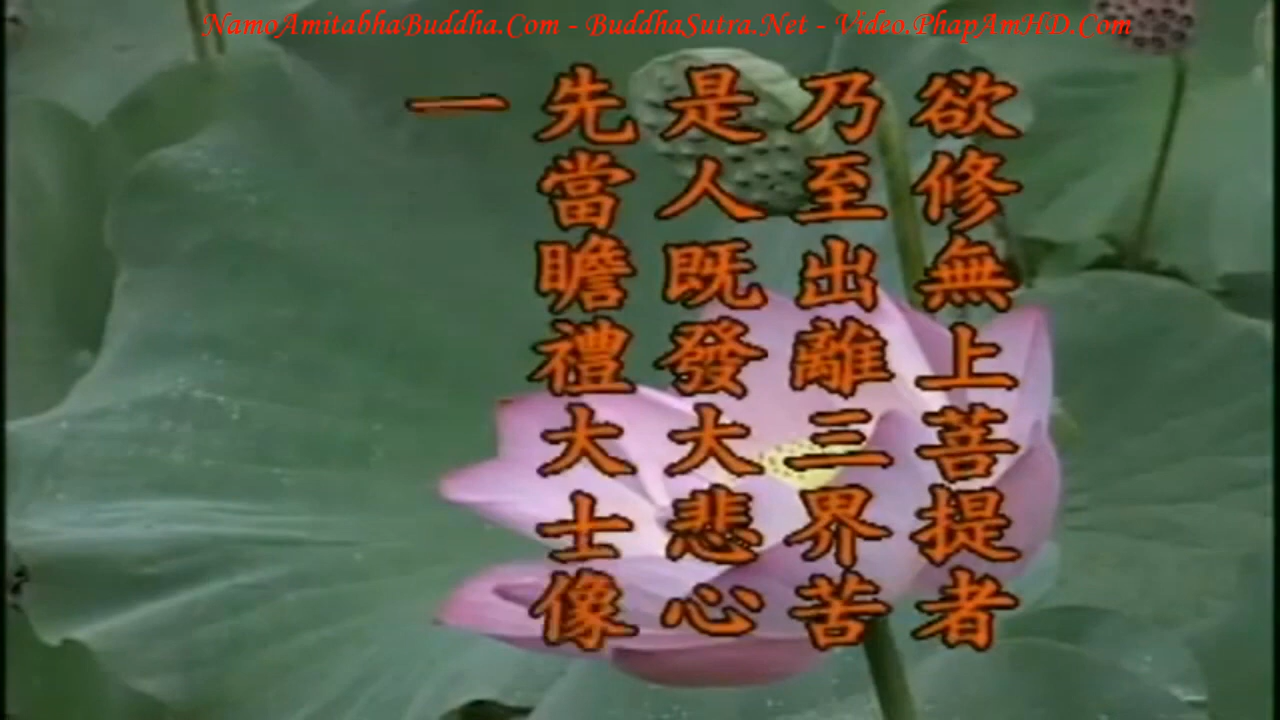 NamoAmitabhaBuddha.Com - BuddhaSutra.Net - Video.PhapAmHD.Com
欲修無上菩提者
乃至出離三界苦
是人既發大悲心
先當瞻禮大士像
一